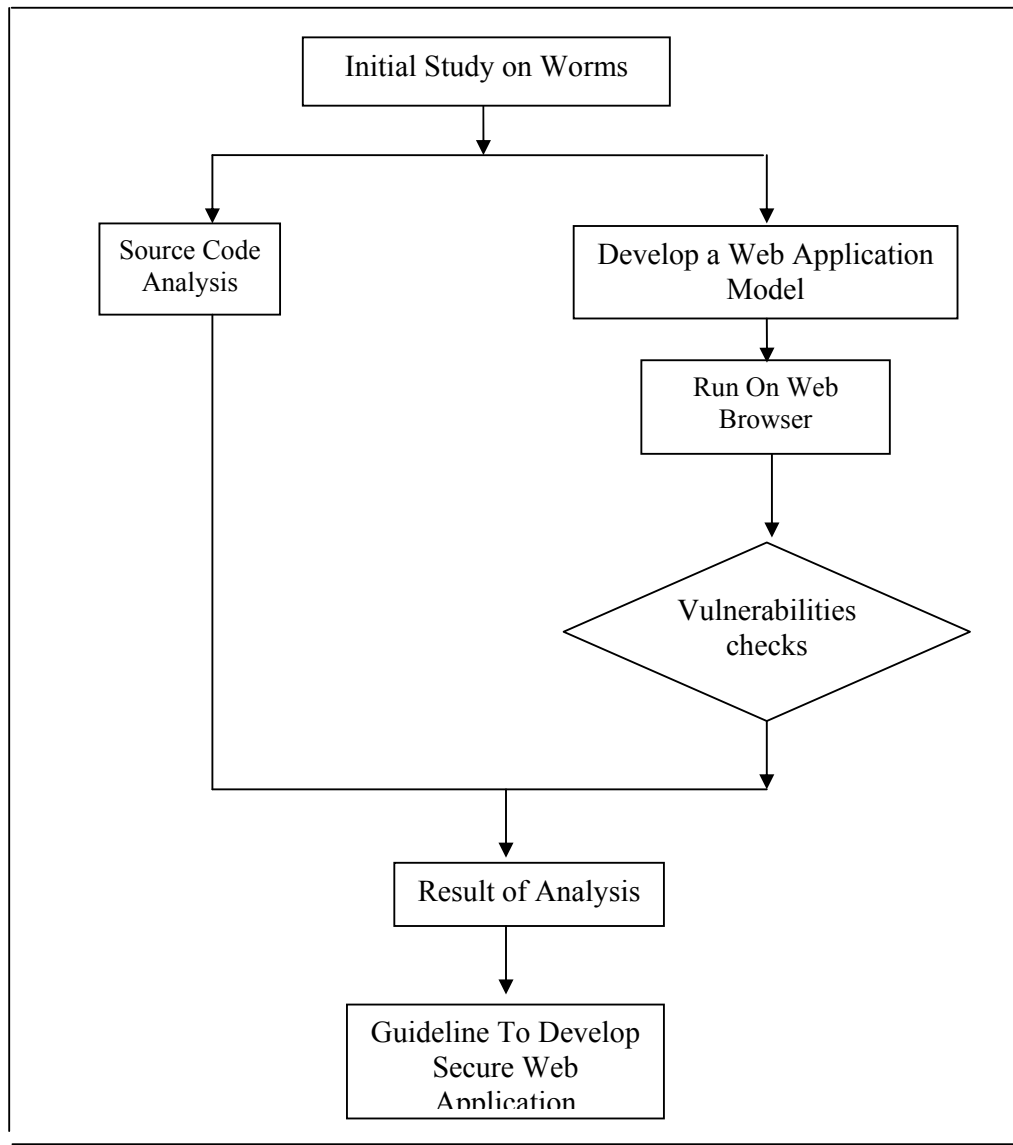 Initial Study on Worms
Source Code
Analysis
Develop a Web Application
Model
Run On Web
Browser
Vulnerabilities
checks
Result of Analysis
Guideline To Develop
Secure Web
Application